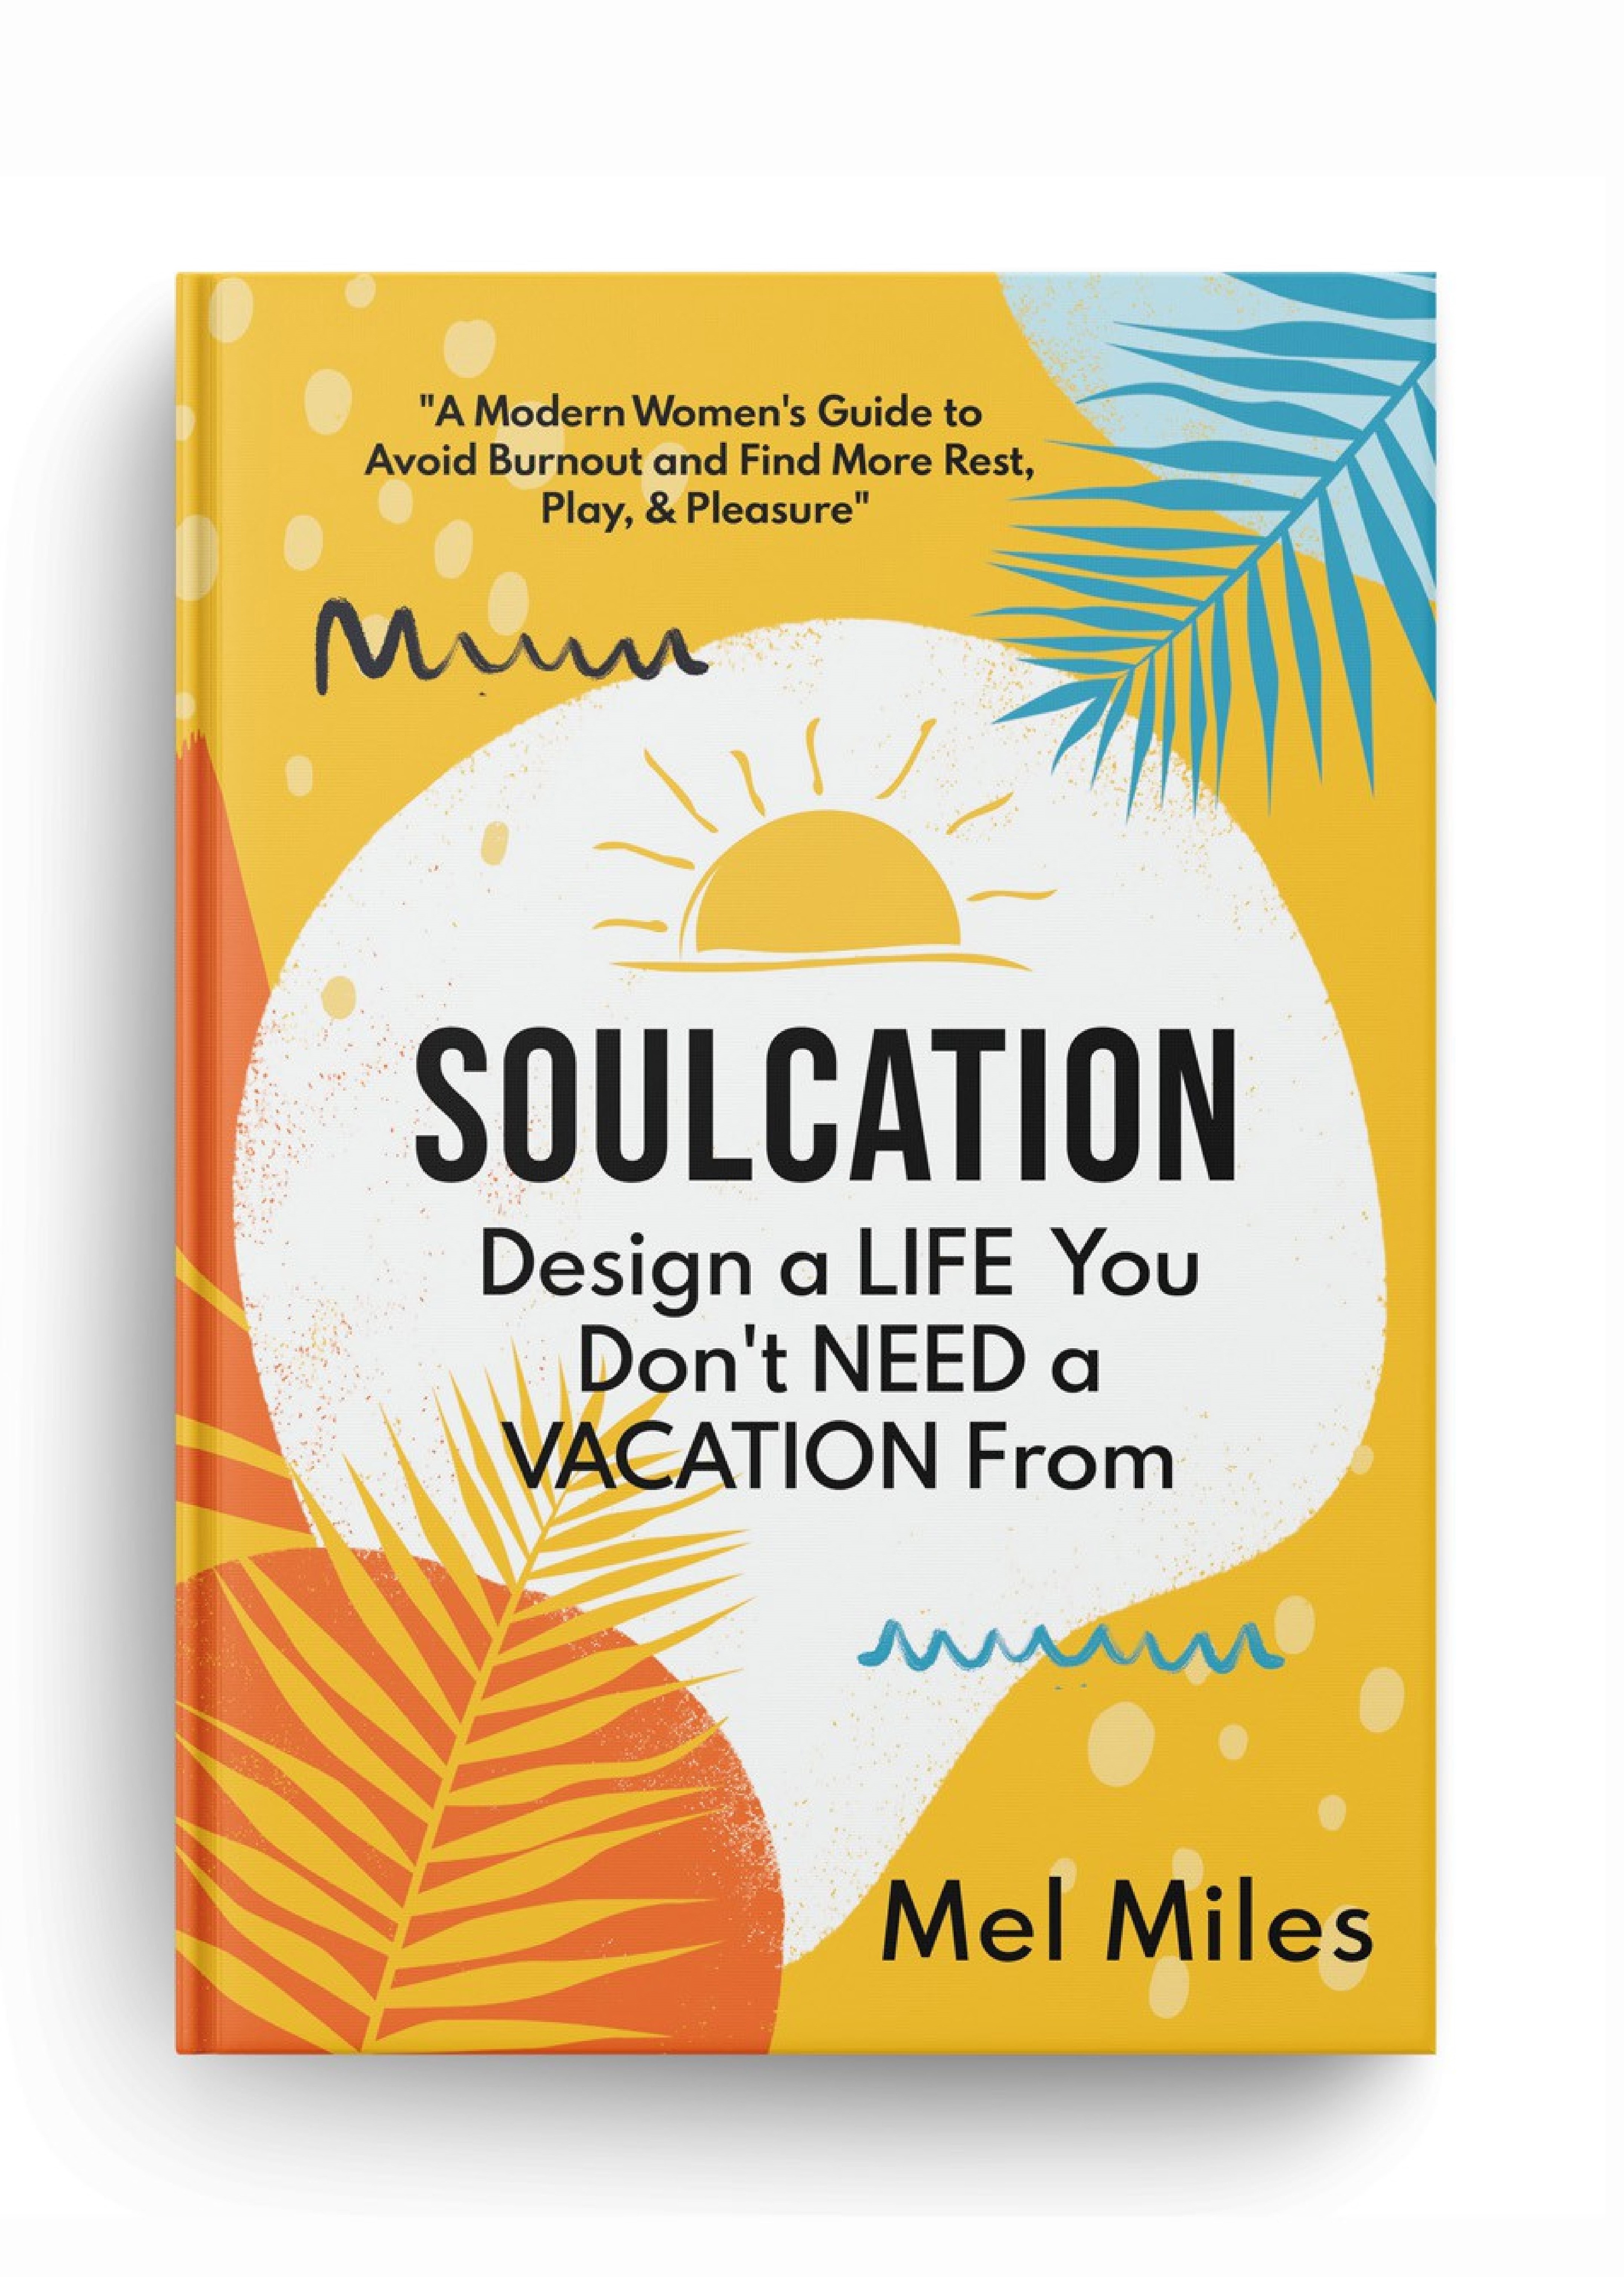 "A Modern Women's Guide to
Avoid Burnout and Find More Rest,
Play, & Pleasure"
SOULCATION
Design a LIFE You
Don't NEED a
VACATION From
Mel Miles